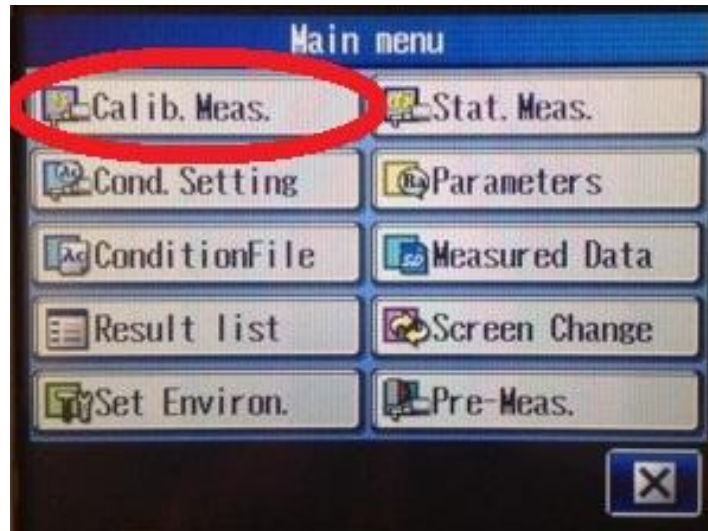 Main menu
Calib. Meas.
Stat. Meas.
Cond. Setting
Parameters
ConditionFile
Measured Data
Result list
Screen Change
Set Environ.
Pre-Meas.